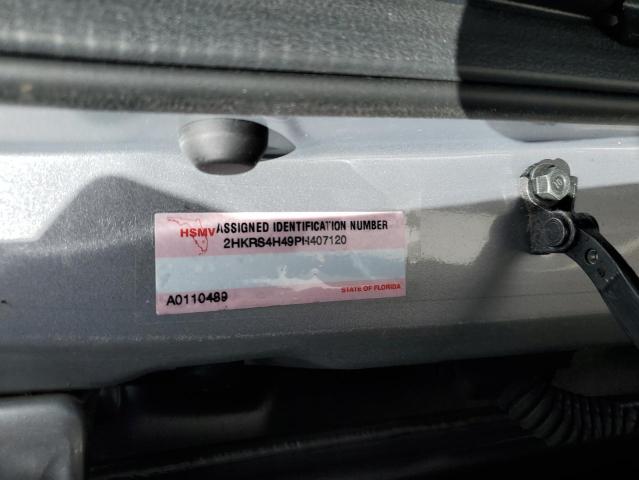 HSMV ASSIGNED IDENTIFICATION NUMBER
2HKRS4H49PH407120
A0110489
STATE OF FLORIDA